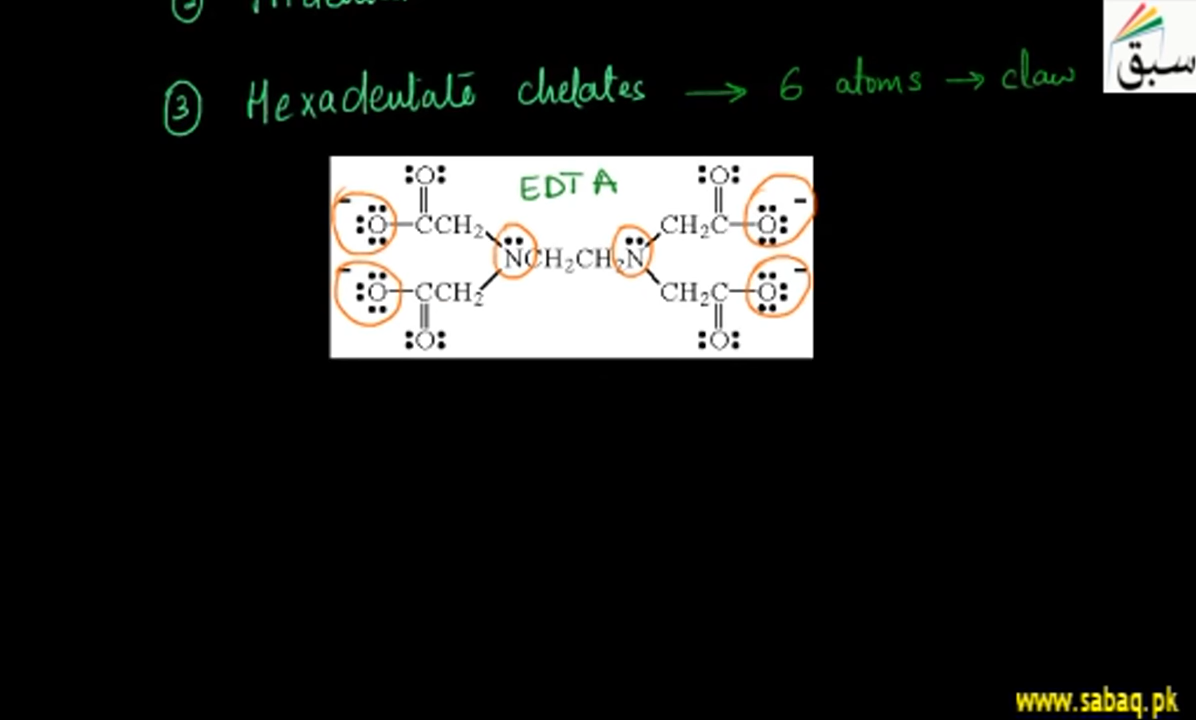 ③ Hexadentate chelates → 6 atoms → claw
سبق
EDTA
:O: :O:
:O–CCH₂ CH₂C–O:
NCH₂CH₂N
:O–CCH₂ CH₂C–O:
:O: :O:
www.sabaq.pk